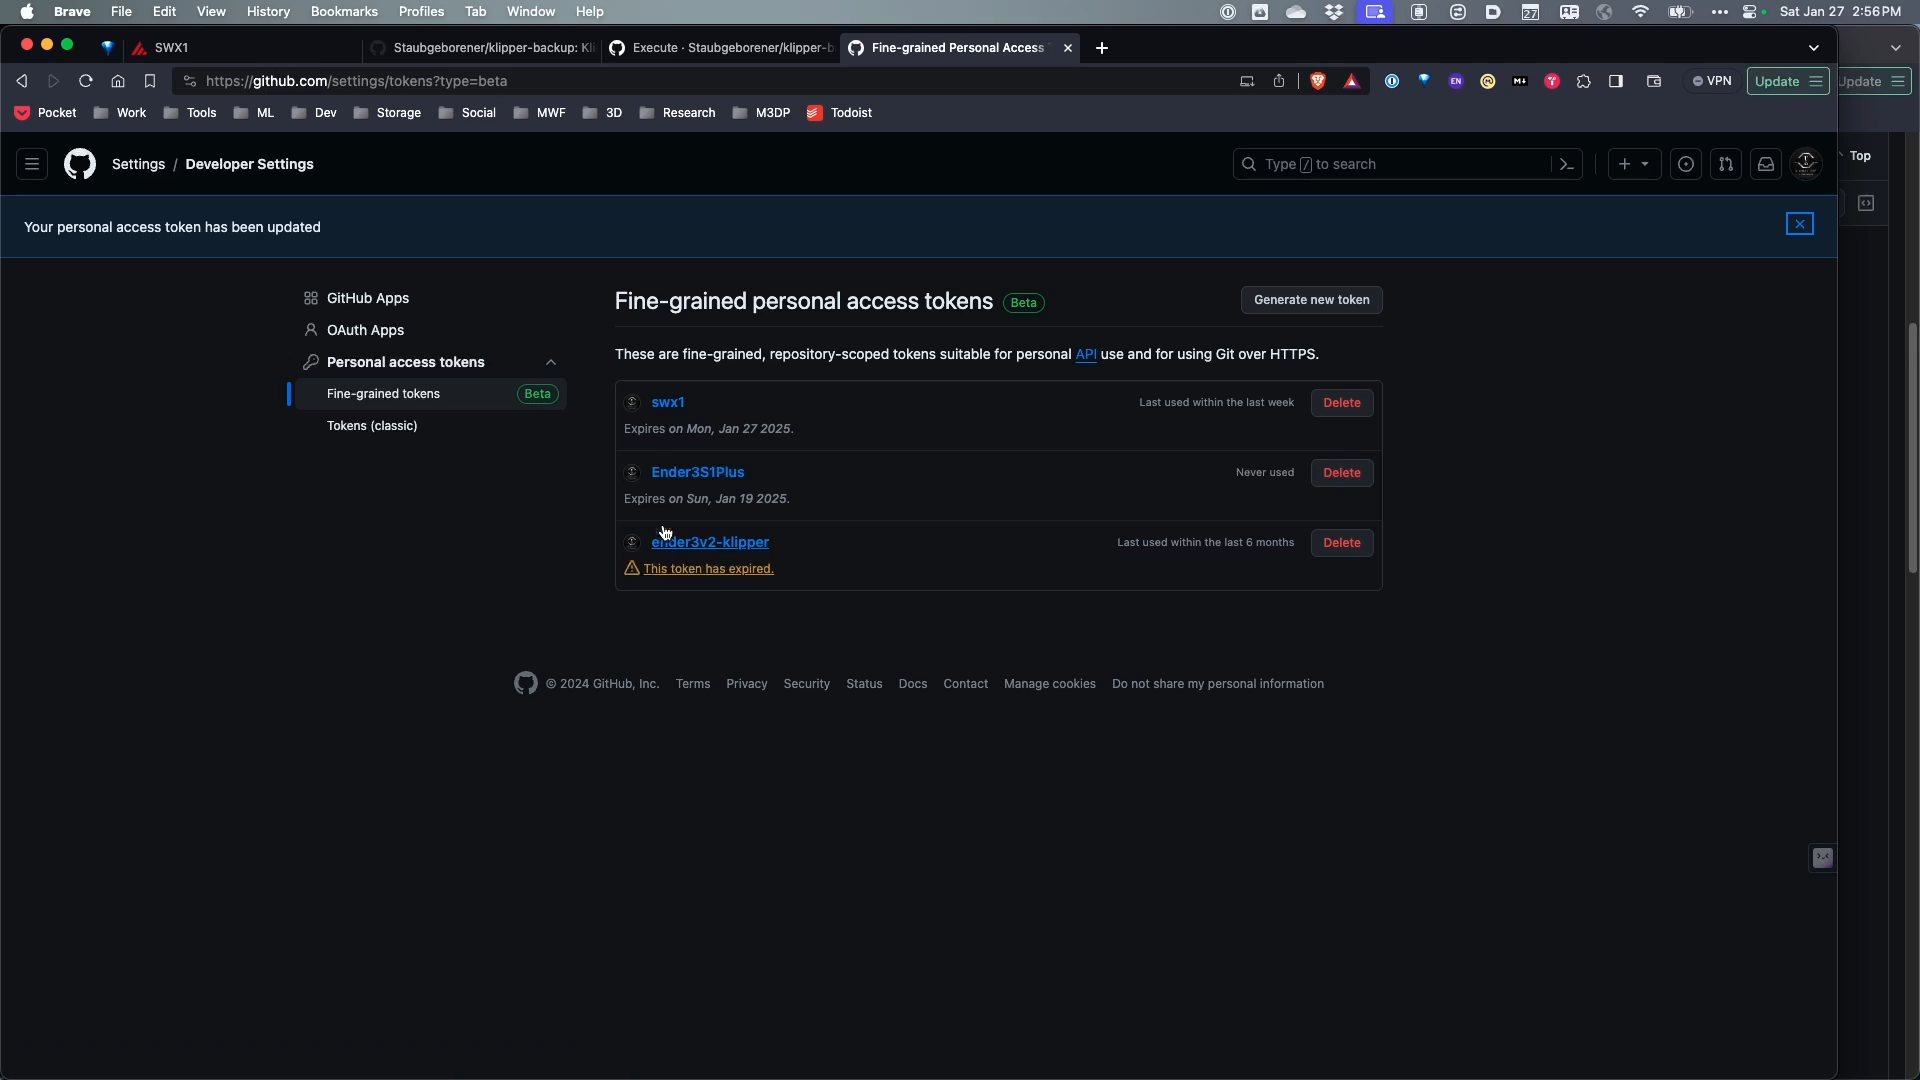 Brave File Edit View History Bookmarks Profiles Tab Window Help
27
Sat Jan 27 2:56 PM
SWX1
Staubgeborener/klipper-backup: Kli
Execute · Staubgeborener/klipper-b
Fine-grained Personal Access
https://github.com/settings/tokens?type=beta
EN
VPN
Update
Update
Pocket Work Tools ML Dev Storage Social MWF 3D Research M3DP Todoist
Settings / Developer Settings
Type / to search
Top
Your personal access token has been updated
GitHub Apps
OAuth Apps
Personal access tokens
Fine-grained tokens Beta
Tokens (classic)
Fine-grained personal access tokens Beta
Generate new token
These are fine-grained, repository-scoped tokens suitable for personal API use and for using Git over HTTPS.
swx1 Last used within the last week Delete
Expires on Mon, Jan 27 2025.
Ender3S1Plus Never used Delete
Expires on Sun, Jan 19 2025.
ender3v2-klipper Last used within the last 6 months Delete
This token has expired.
© 2024 GitHub, Inc. Terms Privacy Security Status Docs Contact Manage cookies Do not share my personal information